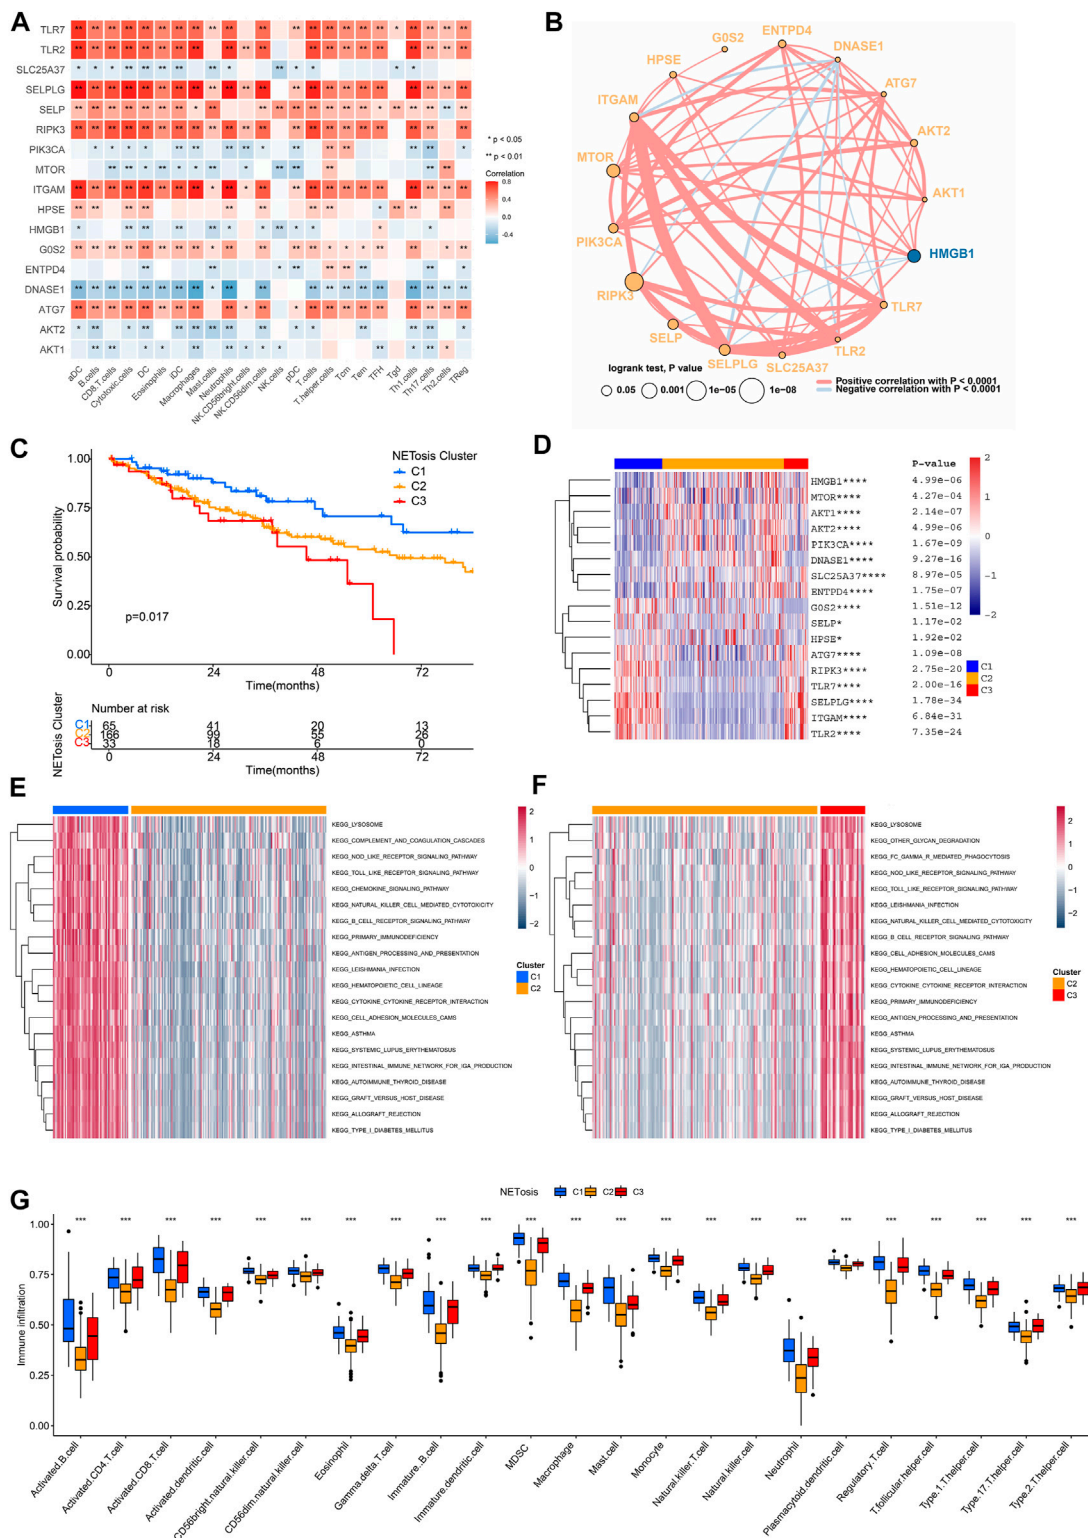 A
TLR7
TLR2
SLC25A37
SELPLG
SELP
RIPK3
PIK3CA
MTOR
ITGAM
HPSE
HMGB1
G0S2
ENTPD4
DNASE1
ATG7
AKT2
AKT1
aDC
B.cells
CD8.T.cells
Cytotoxic.cells
DC
Eosinophils
iDC
Macrophages
Mast.cells
Neutrophils
NK.CD56bright.cells
NK.CD56dim.cells
NK.cells
pDC
T.cells
T.helper.cells
Tcm
Tem
TFH
Tgd
Th1.cells
Th17.cells
Th2.cells
TReg
* p < 0.05
** p < 0.01
Correlation
0.8
0.4
0.0
-0.4
B
G0S2
ENTPD4
DNASE1
HPSE
ATG7
ITGAM
AKT2
MTOR
AKT1
PIK3CA
HMGB1
RIPK3
TLR7
SELP
TLR2
SELPLG
SLC25A37
logrank test, P value
0.05
0.001
1e-05
1e-08
Positive correlation with P < 0.0001
Negative correlation with P < 0.0001
C
NETosis Cluster
C1
C2
C3
Survival probability
1.00
0.75
0.50
0.25
0.00
p=0.017
0 24 48 72
Time(months)
Number at risk
NETosis Cluster
C1 65 41 20 13
C2 166 99 55 26
C3 33 18 6 0
0 24 48 72
Time(months)
D
P-value
HMGB1**** 4.99e-06
MTOR**** 4.27e-04
AKT1**** 2.14e-07
AKT2**** 4.99e-06
PIK3CA**** 1.67e-09
DNASE1**** 9.27e-16
SLC25A37**** 8.97e-05
ENTPD4**** 1.75e-07
G0S2**** 1.51e-12
SELP* 1.17e-02
HPSE* 1.92e-02
ATG7**** 1.09e-08
RIPK3**** 2.75e-20
TLR7**** 2.00e-16
SELPLG**** 1.78e-34
ITGAM**** 6.84e-31
TLR2**** 7.35e-24
2
1
0
-1
-2
C1
C2
C3
E
KEGG_LYSOSOME
KEGG_COMPLEMENT_AND_COAGULATION_CASCADES
KEGG_NOD_LIKE_RECEPTOR_SIGNALING_PATHWAY
KEGG_TOLL_LIKE_RECEPTOR_SIGNALING_PATHWAY
KEGG_CHEMOKINE_SIGNALING_PATHWAY
KEGG_NATURAL_KILLER_CELL_MEDIATED_CYTOTOXICITY
KEGG_B_CELL_RECEPTOR_SIGNALING_PATHWAY
KEGG_PRIMARY_IMMUNODEFICIENCY
KEGG_ANTIGEN_PROCESSING_AND_PRESENTATION
KEGG_LEISHMANIA_INFECTION
KEGG_HEMATOPOIETIC_CELL_LINEAGE
KEGG_CYTOKINE_CYTOKINE_RECEPTOR_INTERACTION
KEGG_CELL_ADHESION_MOLECULES_CAMS
KEGG_ASTHMA
KEGG_SYSTEMIC_LUPUS_ERYTHEMATOSUS
KEGG_INTESTINAL_IMMUNE_NETWORK_FOR_IGA_PRODUCTION
KEGG_AUTOIMMUNE_THYROID_DISEASE
KEGG_GRAFT_VERSUS_HOST_DISEASE
KEGG_ALLOGRAFT_REJECTION
KEGG_TYPE_I_DIABETES_MELLITUS
2
1
0
-1
-2
Cluster
C1
C2
F
KEGG_LYSOSOME
KEGG_OTHER_GLYCAN_DEGRADATION
KEGG_FC_GAMMA_R_MEDIATED_PHAGOCYTOSIS
KEGG_NOD_LIKE_RECEPTOR_SIGNALING_PATHWAY
KEGG_TOLL_LIKE_RECEPTOR_SIGNALING_PATHWAY
KEGG_LEISHMANIA_INFECTION
KEGG_NATURAL_KILLER_CELL_MEDIATED_CYTOTOXICITY
KEGG_B_CELL_RECEPTOR_SIGNALING_PATHWAY
KEGG_CELL_ADHESION_MOLECULES_CAMS
KEGG_HEMATOPOIETIC_CELL_LINEAGE
KEGG_CYTOKINE_CYTOKINE_RECEPTOR_INTERACTION
KEGG_PRIMARY_IMMUNODEFICIENCY
KEGG_ANTIGEN_PROCESSING_AND_PRESENTATION
KEGG_ASTHMA
KEGG_SYSTEMIC_LUPUS_ERYTHEMATOSUS
KEGG_INTESTINAL_IMMUNE_NETWORK_FOR_IGA_PRODUCTION
KEGG_AUTOIMMUNE_THYROID_DISEASE
KEGG_GRAFT_VERSUS_HOST_DISEASE
KEGG_ALLOGRAFT_REJECTION
KEGG_TYPE_I_DIABETES_MELLITUS
2
1
0
-1
-2
Cluster
C2
C3
G
NETosis C1 C2 C3
Immune infiltration
1.00
0.75
0.50
0.25
0.00
*** *** *** *** *** *** *** *** *** *** *** *** *** *** *** *** *** *** *** *** *** *** ***
Activated.B.cell
Activated.CD4.T.cell
Activated.CD8.T.cell
Activated.dendritic.cell
CD56bright.natural.killer.cell
CD56dim.natural.killer.cell
Eosinophil
Gamma.delta.T.cell
Immature..B.cell
Immature.dendritic.cell
MDSC
Macrophage
Mast.cell
Monocyte
Natural.killer.T.cell
Natural.killer.cell
Neutrophil
Plasmacytoid.dendritic.cell
Regulatory.T.cell
T.follicular.helper.cell
Type.1.T.helper.cell
Type.17.T.helper.cell
Type.2.T.helper.cell